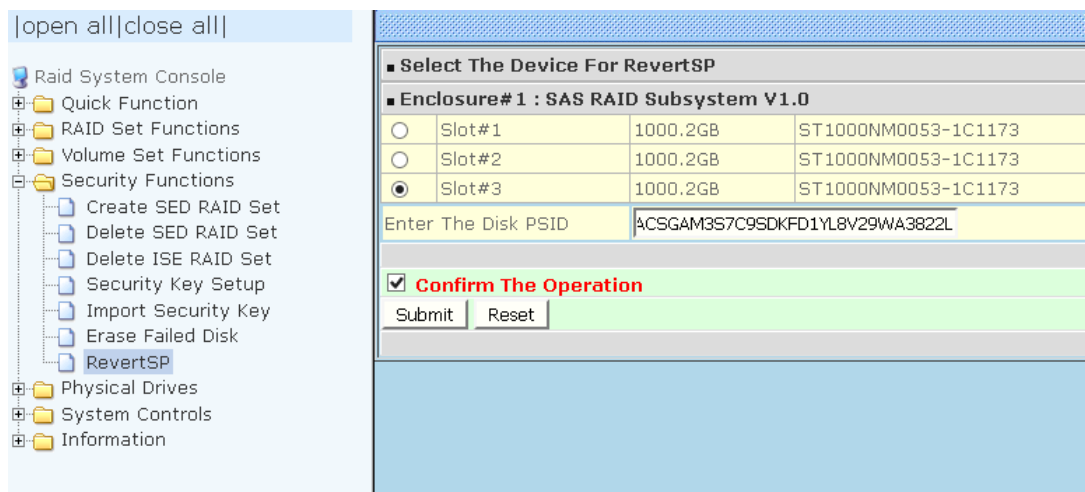 |open all|close all|
Raid System Console
Quick Function
RAID Set Functions
Volume Set Functions
Security Functions
Create SED RAID Set
Delete SED RAID Set
Delete ISE RAID Set
Security Key Setup
Import Security Key
Erase Failed Disk
RevertSP
Physical Drives
System Controls
Information
Select The Device For RevertSP
Enclosure#1 : SAS RAID Subsystem V1.0
Slot#1 1000.2GB ST1000NM0053-1C1173
Slot#2 1000.2GB ST1000NM0053-1C1173
Slot#3 1000.2GB ST1000NM0053-1C1173
Enter The Disk PSID ACSGAM3S7C9SDKFD1YL8V29WA3822L
Confirm The Operation
Submit Reset